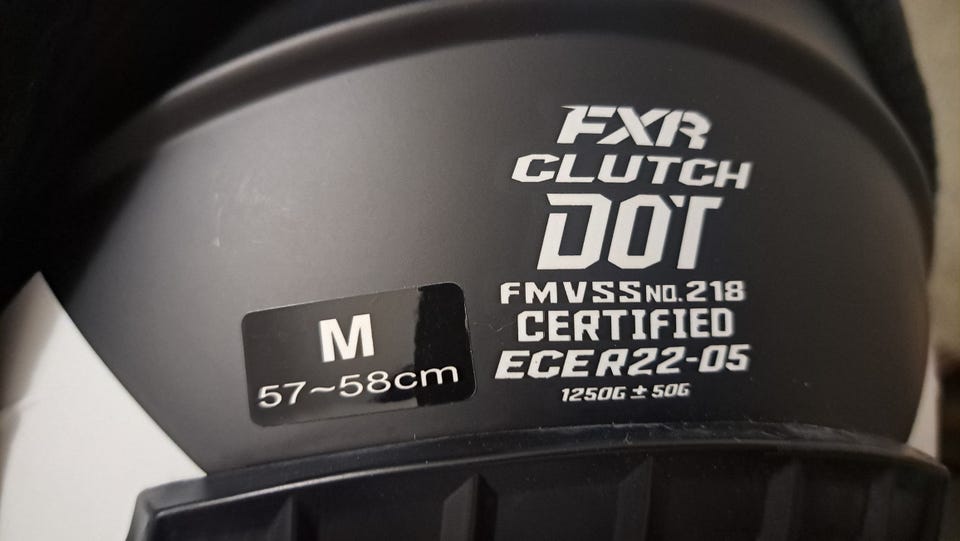 FXR
CLUTCH
DOT
FMVSS NO.218
CERTIFIED
ECE R22-05
1250G ± 50G
M
57~58cm